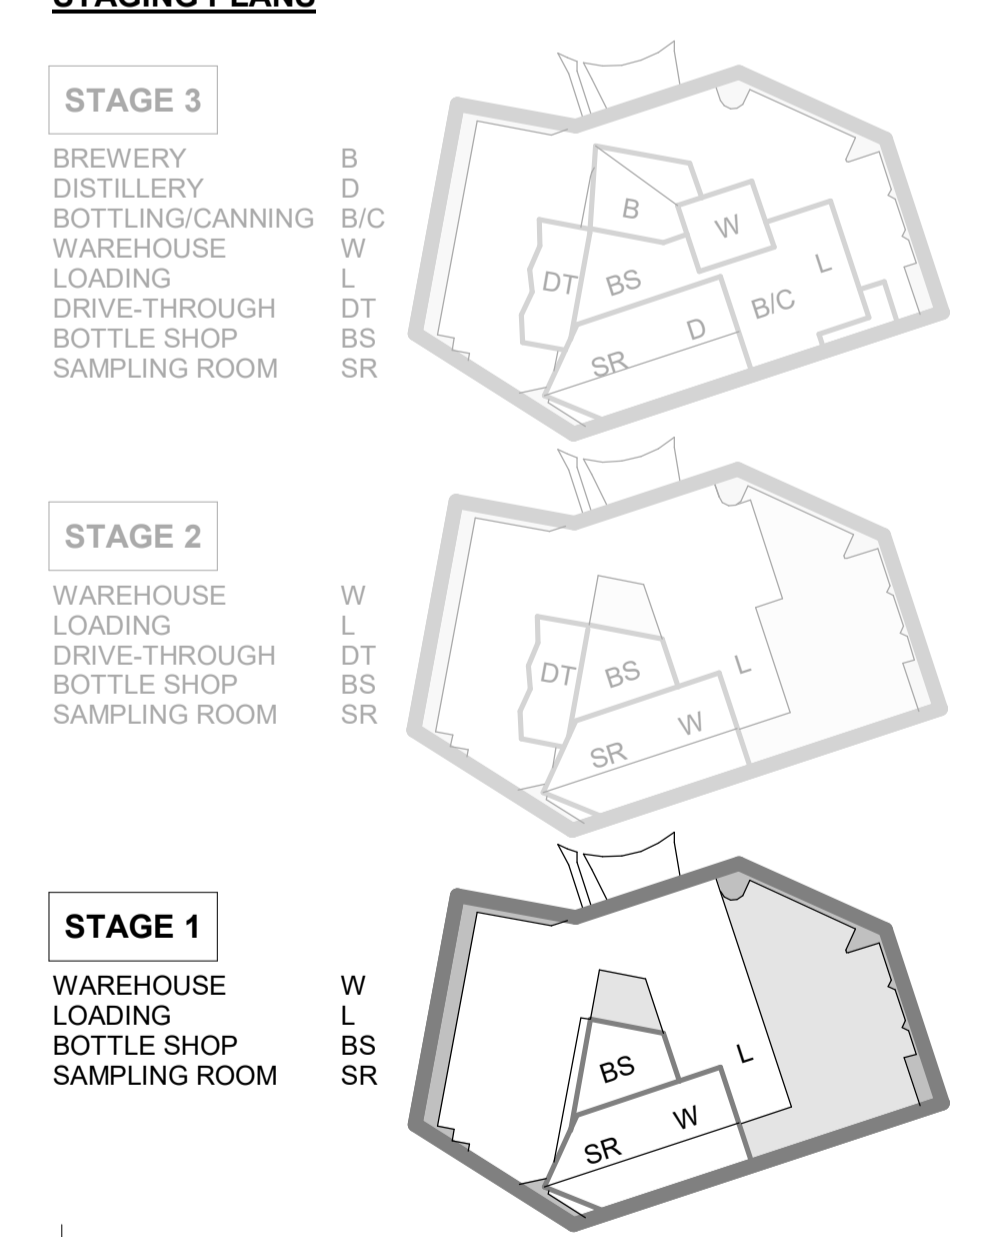 STAGING PLANS
STAGE 3
BREWERY B
DISTILLERY D
BOTTLING/CANNING B/C
WAREHOUSE W
LOADING L
DRIVE-THROUGH DT
BOTTLE SHOP BS
SAMPLING ROOM SR
B
W
L
DT
BS
B/C
D
SR
STAGE 2
WAREHOUSE W
LOADING L
DRIVE-THROUGH DT
BOTTLE SHOP BS
SAMPLING ROOM SR
L
DT
BS
W
SR
STAGE 1
WAREHOUSE W
LOADING L
BOTTLE SHOP BS
SAMPLING ROOM SR
L
BS
W
SR